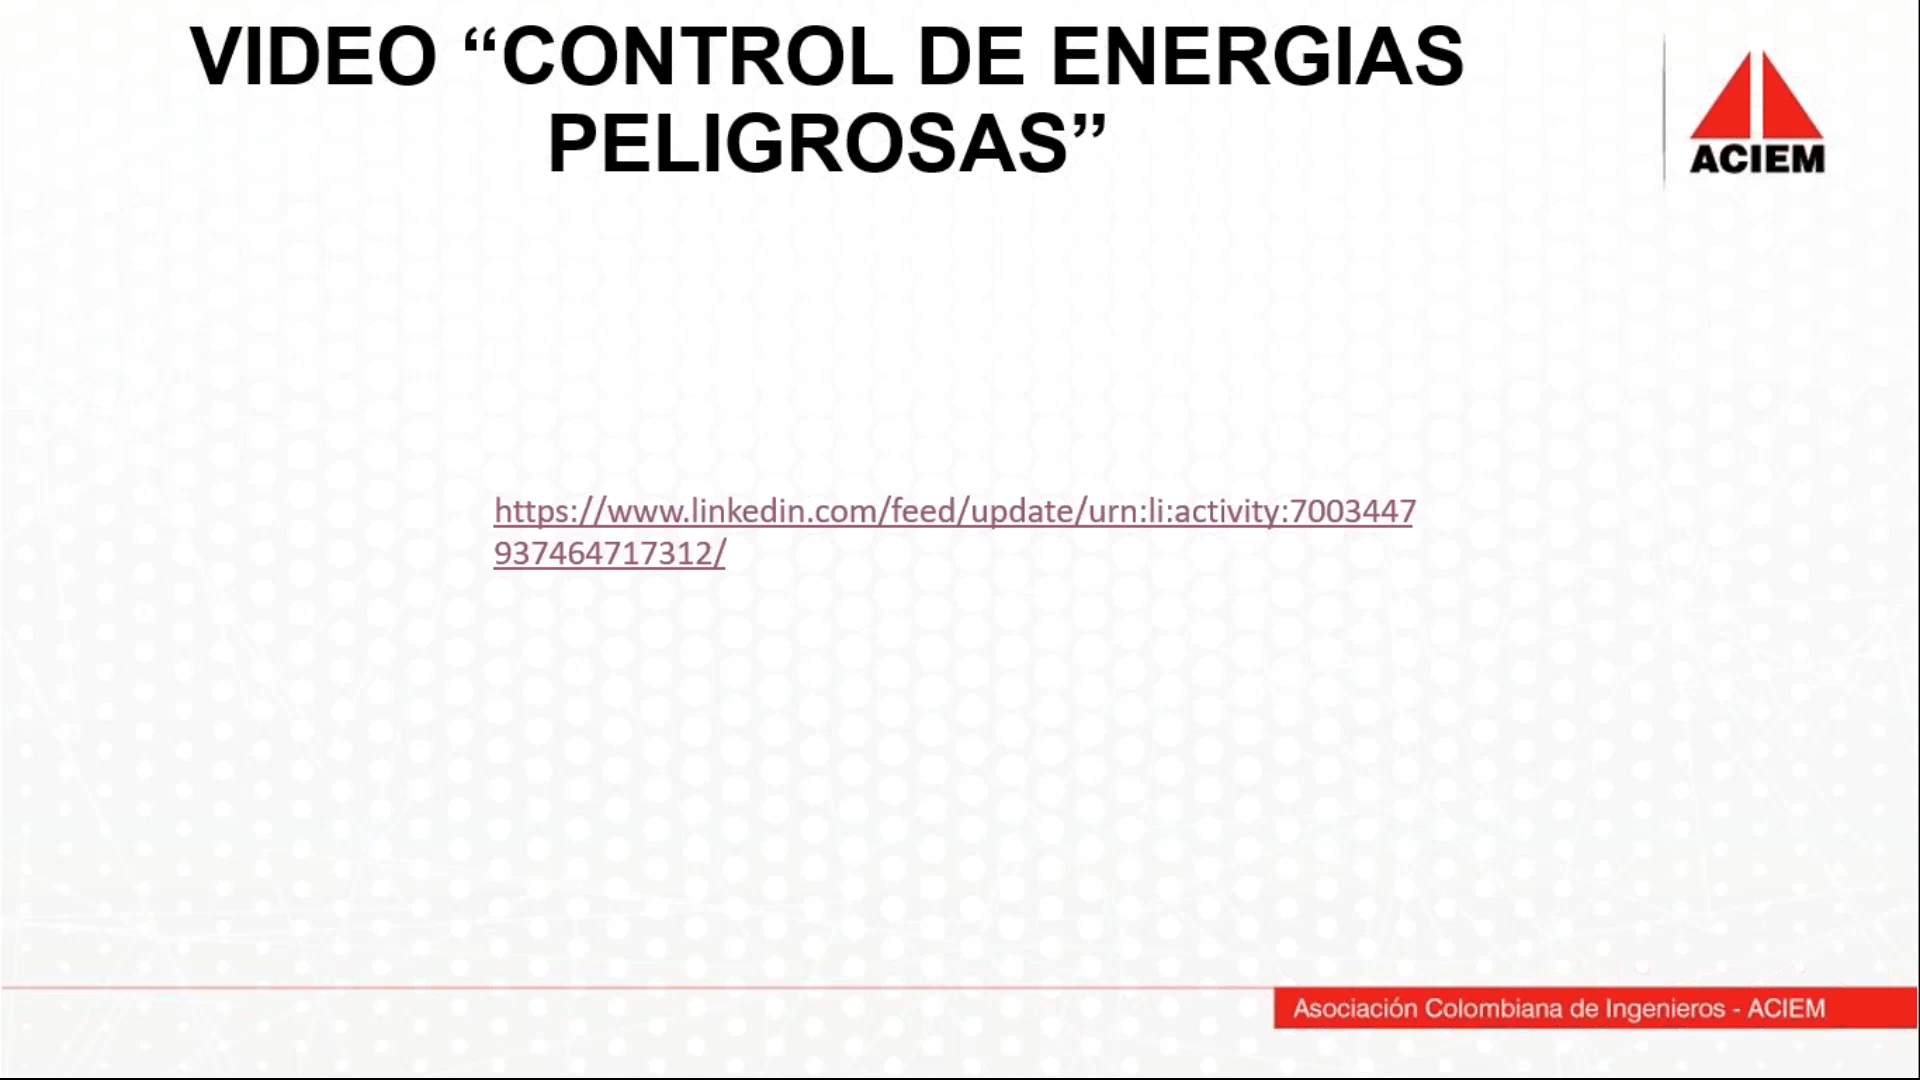 VIDEO “CONTROL DE ENERGIAS
PELIGROSAS”
ACIEM
https://www.linkedin.com/feed/update/urn:li:activity:7003447
937464717312/
Asociación Colombiana de Ingenieros - ACIEM